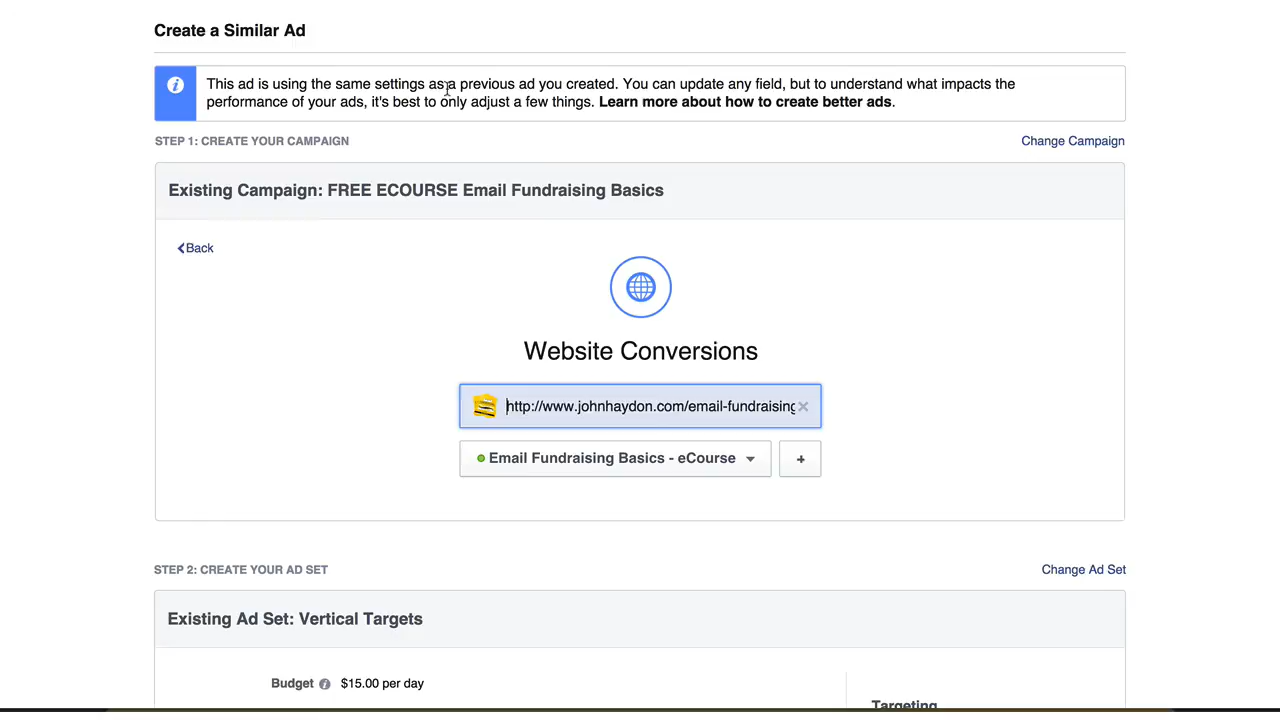 Create a Similar Ad
This ad is using the same settings as a previous ad you created. You can update any field, but to understand what impacts the
performance of your ads, it's best to only adjust a few things. Learn more about how to create better ads.
STEP 1: CREATE YOUR CAMPAIGN
Change Campaign
Existing Campaign: FREE ECOURSE Email Fundraising Basics
Back
Website Conversions
http://www.johnhaydon.com/email-fundraising
Email Fundraising Basics - eCourse
+
STEP 2: CREATE YOUR AD SET
Change Ad Set
Existing Ad Set: Vertical Targets
Budget $15.00 per day
Targeting